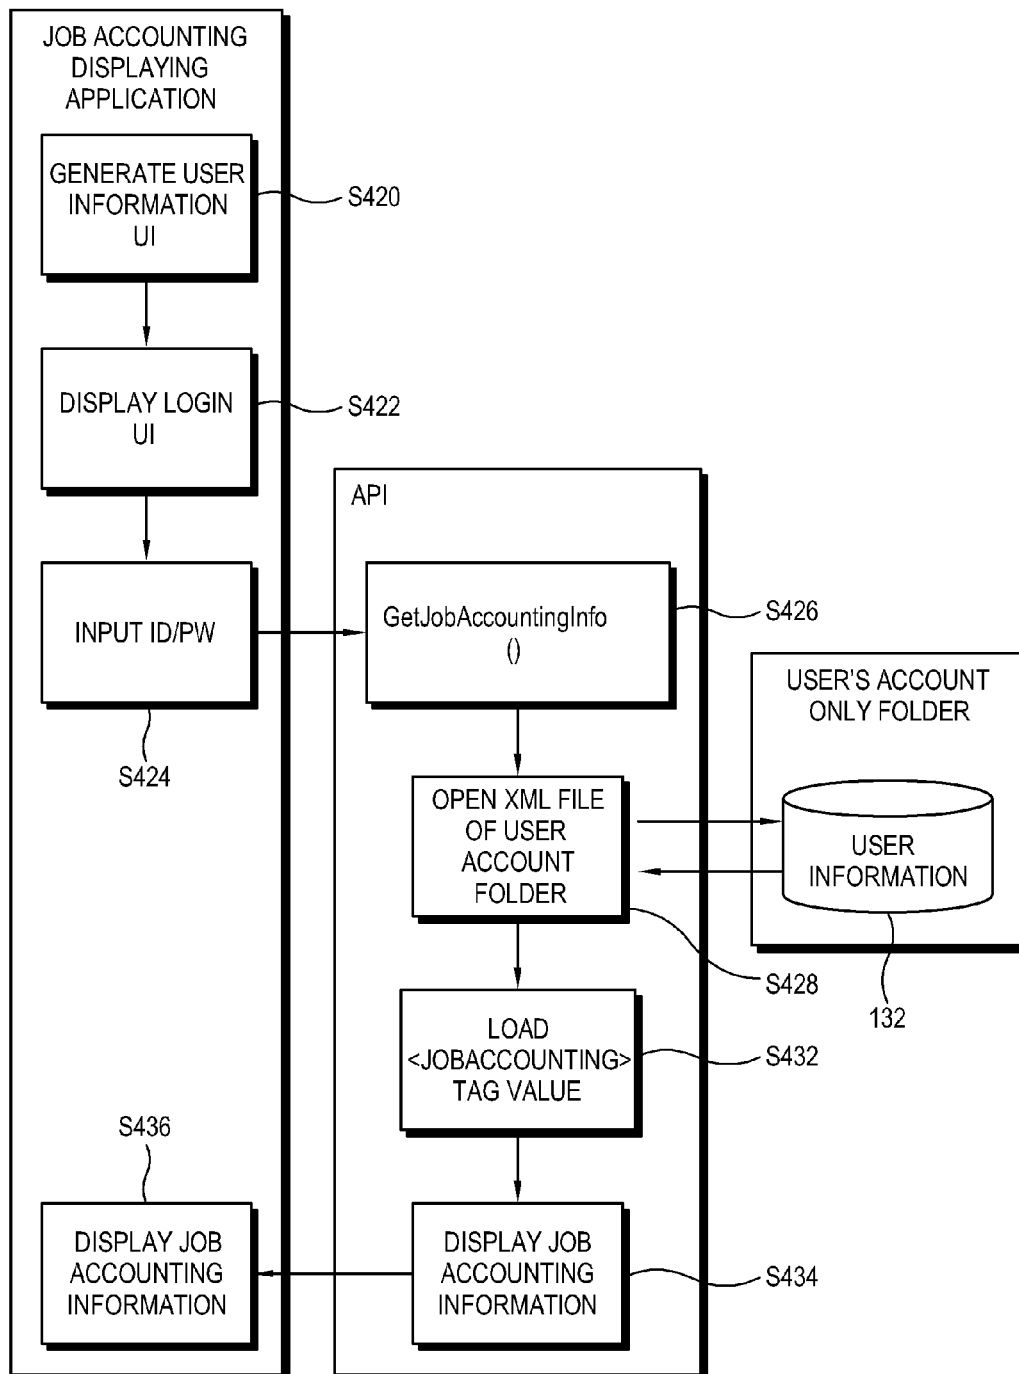 JOB ACCOUNTING
DISPLAYING
APPLICATION
GENERATE USER
INFORMATION
UI
S420
DISPLAY LOGIN
UI
S422
INPUT ID/PW
S424
API
GetJobAccountingInfo
()
S426
OPEN XML FILE
OF USER
ACCOUNT
FOLDER
S428
USER'S ACCOUNT
ONLY FOLDER
USER
INFORMATION
132
LOAD
<JOBACCOUNTING>
TAG VALUE
S432
DISPLAY JOB
ACCOUNTING
INFORMATION
S434
S436
DISPLAY JOB
ACCOUNTING
INFORMATION